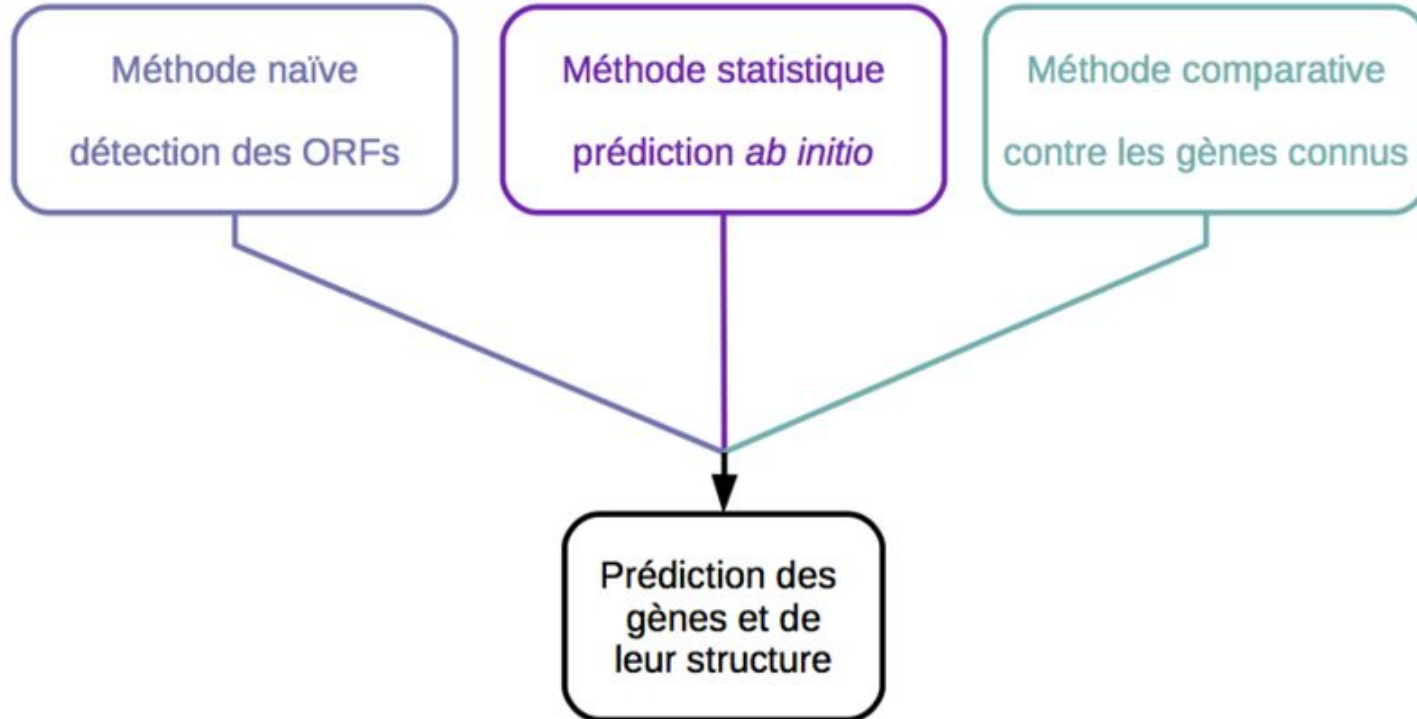 Méthode naïve
détection des ORFs
Méthode statistique
prédiction ab initio
Méthode comparative
contre les gènes connus
Prédiction des
gènes et de
leur structure